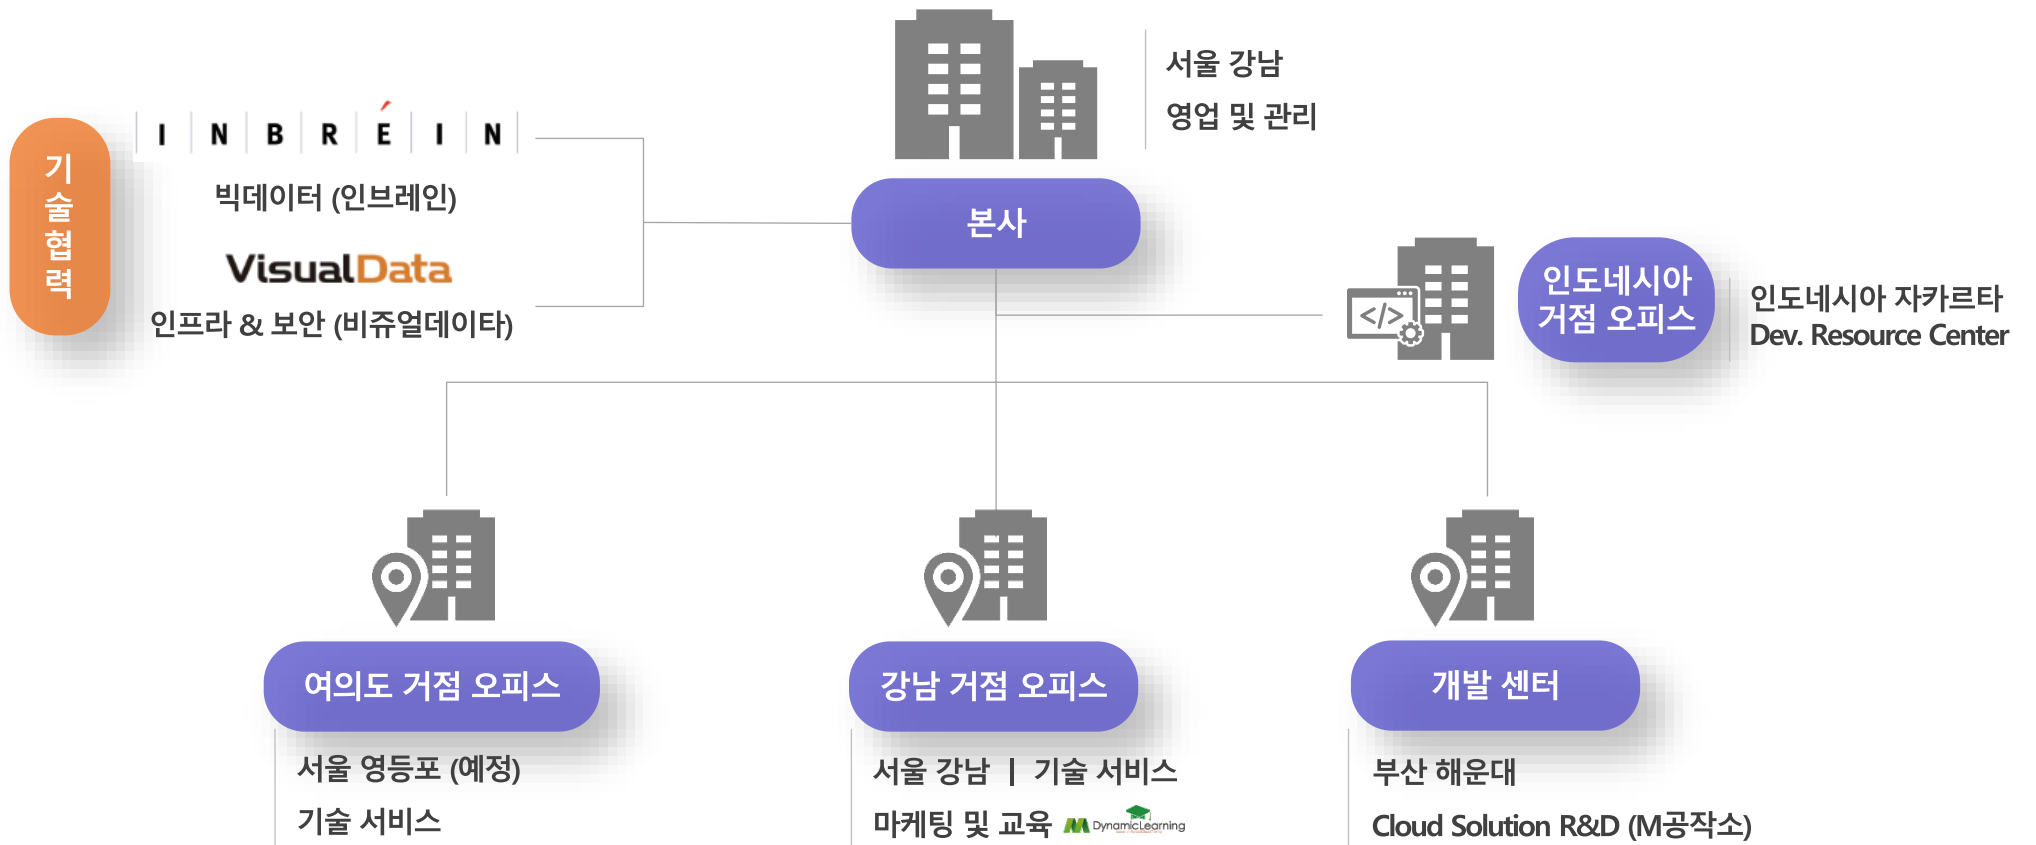 서울 강남
영업 및 관리
기술협력
INBRÉIN
빅데이터 (인브레인)
VisualData
인프라 & 보안 (비쥬얼데이타)
본사
인도네시아
거점 오피스
인도네시아 자카르타
Dev. Resource Center
여의도 거점 오피스
서울 영등포 (예정)
기술 서비스
강남 거점 오피스
서울 강남 | 기술 서비스
마케팅 및 교육 DynamicLearning
개발 센터
부산 해운대
Cloud Solution R&D (M공작소)